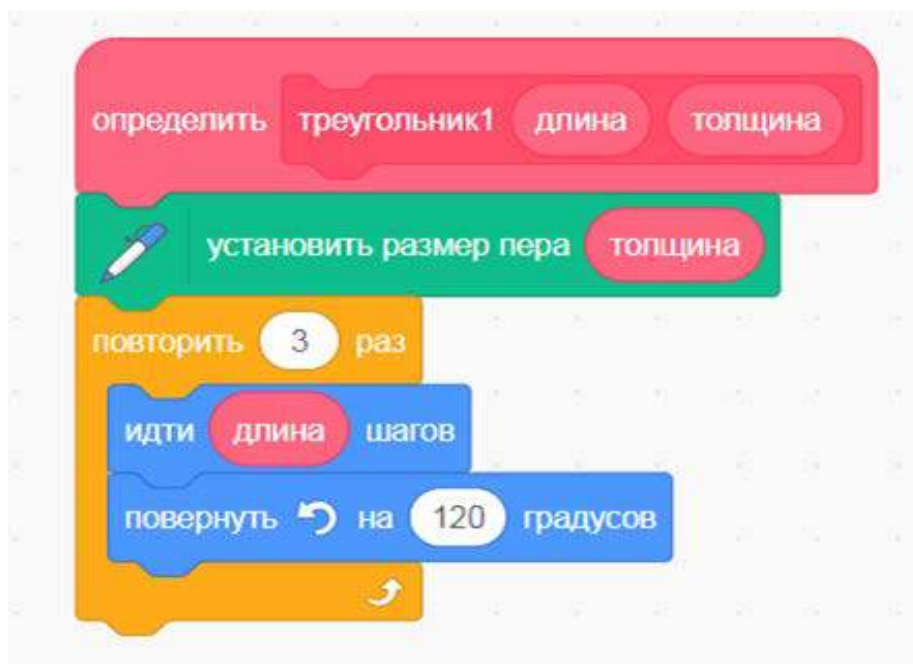 определить треугольник1 длина толщина
установить размер пера толщина
повторить 3 раз
идти длина шагов
повернуть на 120 градусов